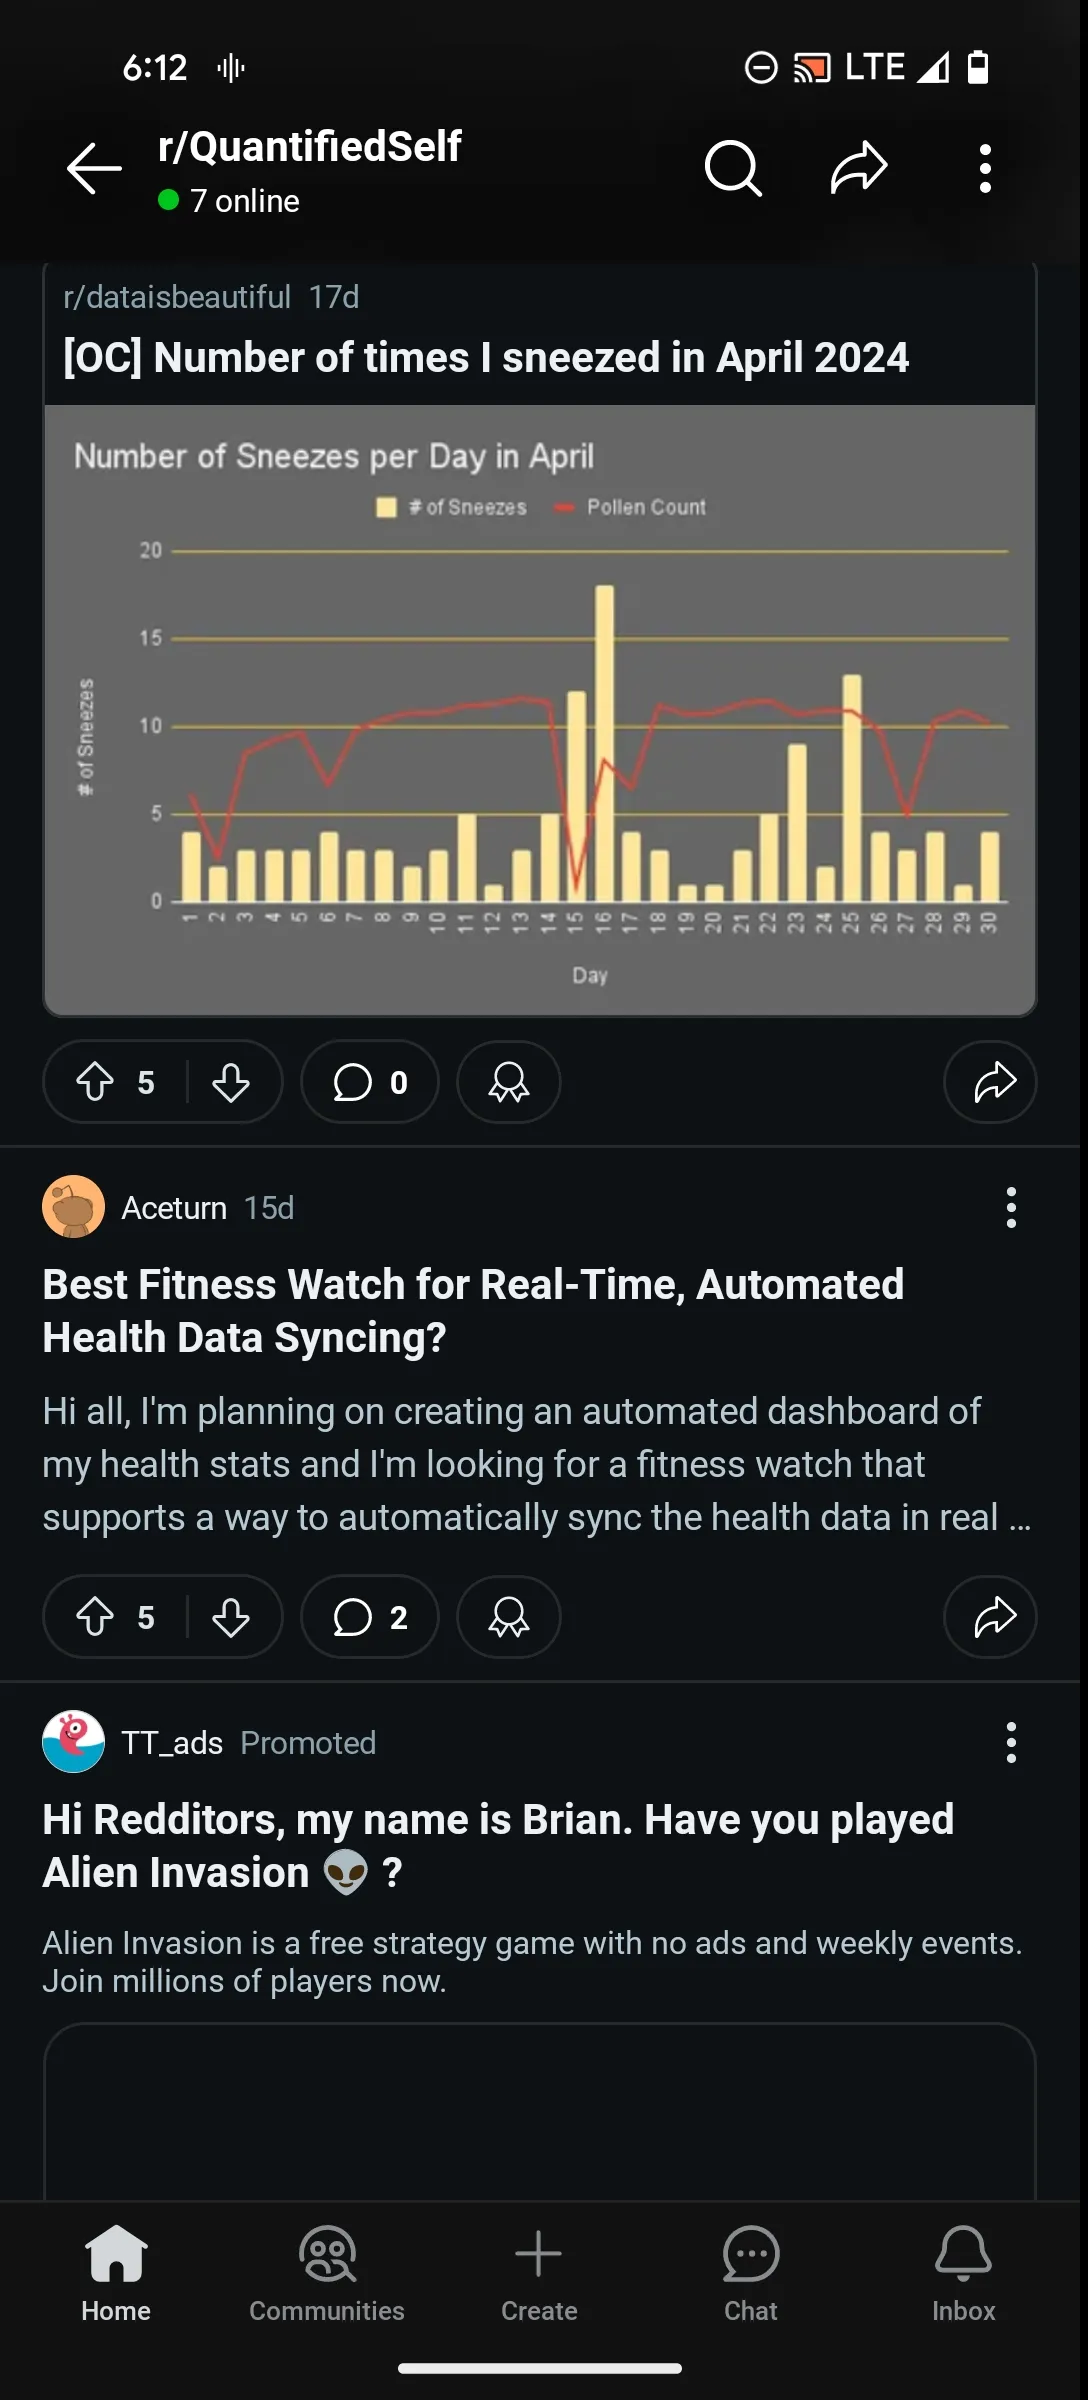 6:12
LTE
r/QuantifiedSelf
7 online
r/dataisbeautiful 17d
[OC] Number of times I sneezed in April 2024
Number of Sneezes per Day in April
# of Sneezes Pollen Count
20
15
10
5
0
# of Sneezes
1 2 3 4 5 6 7 8 9 10 11 12 13 14 15 16 17 18 19 20 21 22 23 24 25 26 27 28 29 30
Day
5 0
Aceturn 15d
Best Fitness Watch for Real-Time, Automated
Health Data Syncing?
Hi all, I'm planning on creating an automated dashboard of
my health stats and I'm looking for a fitness watch that
supports a way to automatically sync the health data in real ...
5 2
TT_ads Promoted
Hi Redditors, my name is Brian. Have you played
Alien Invasion 👽 ?
Alien Invasion is a free strategy game with no ads and weekly events.
Join millions of players now.
Home Communities Create Chat Inbox